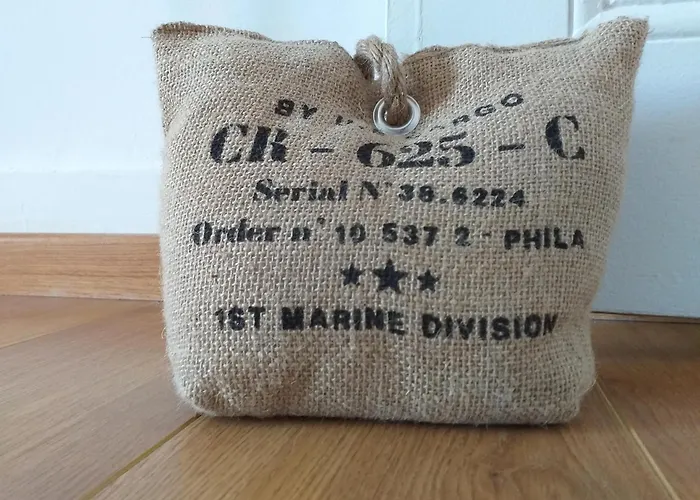 BY
CR - 625 - C
Serial N° 38.6224
Order n° 10 537 2 - PHILA
1ST MARINE DIVISION